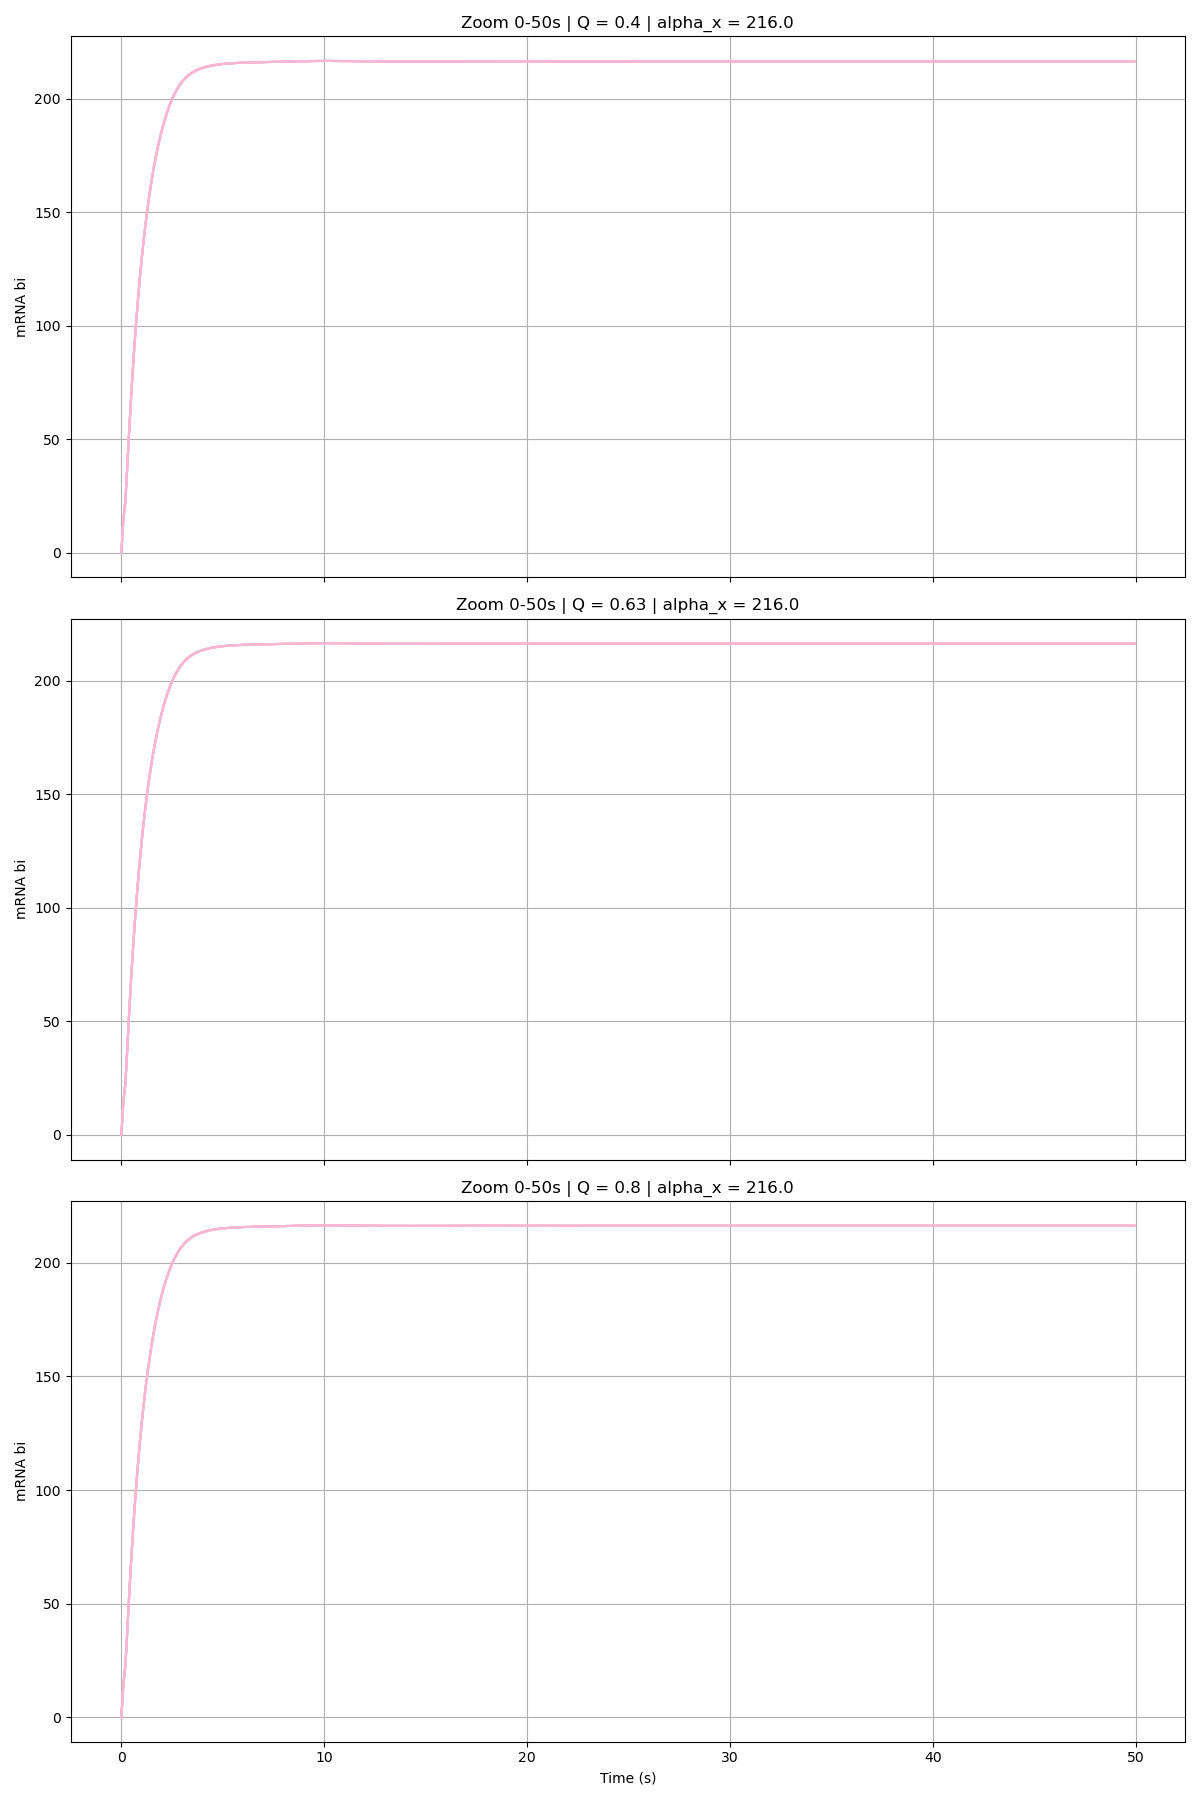 Zoom 0-50s | Q = 0.4 | alpha_x = 216.0
200
150
100
50
0
mRNA bi
Zoom 0-50s | Q = 0.63 | alpha_x = 216.0
200
150
100
50
0
mRNA bi
Zoom 0-50s | Q = 0.8 | alpha_x = 216.0
200
150
100
50
0
mRNA bi
0 10 20 30 40 50
Time (s)